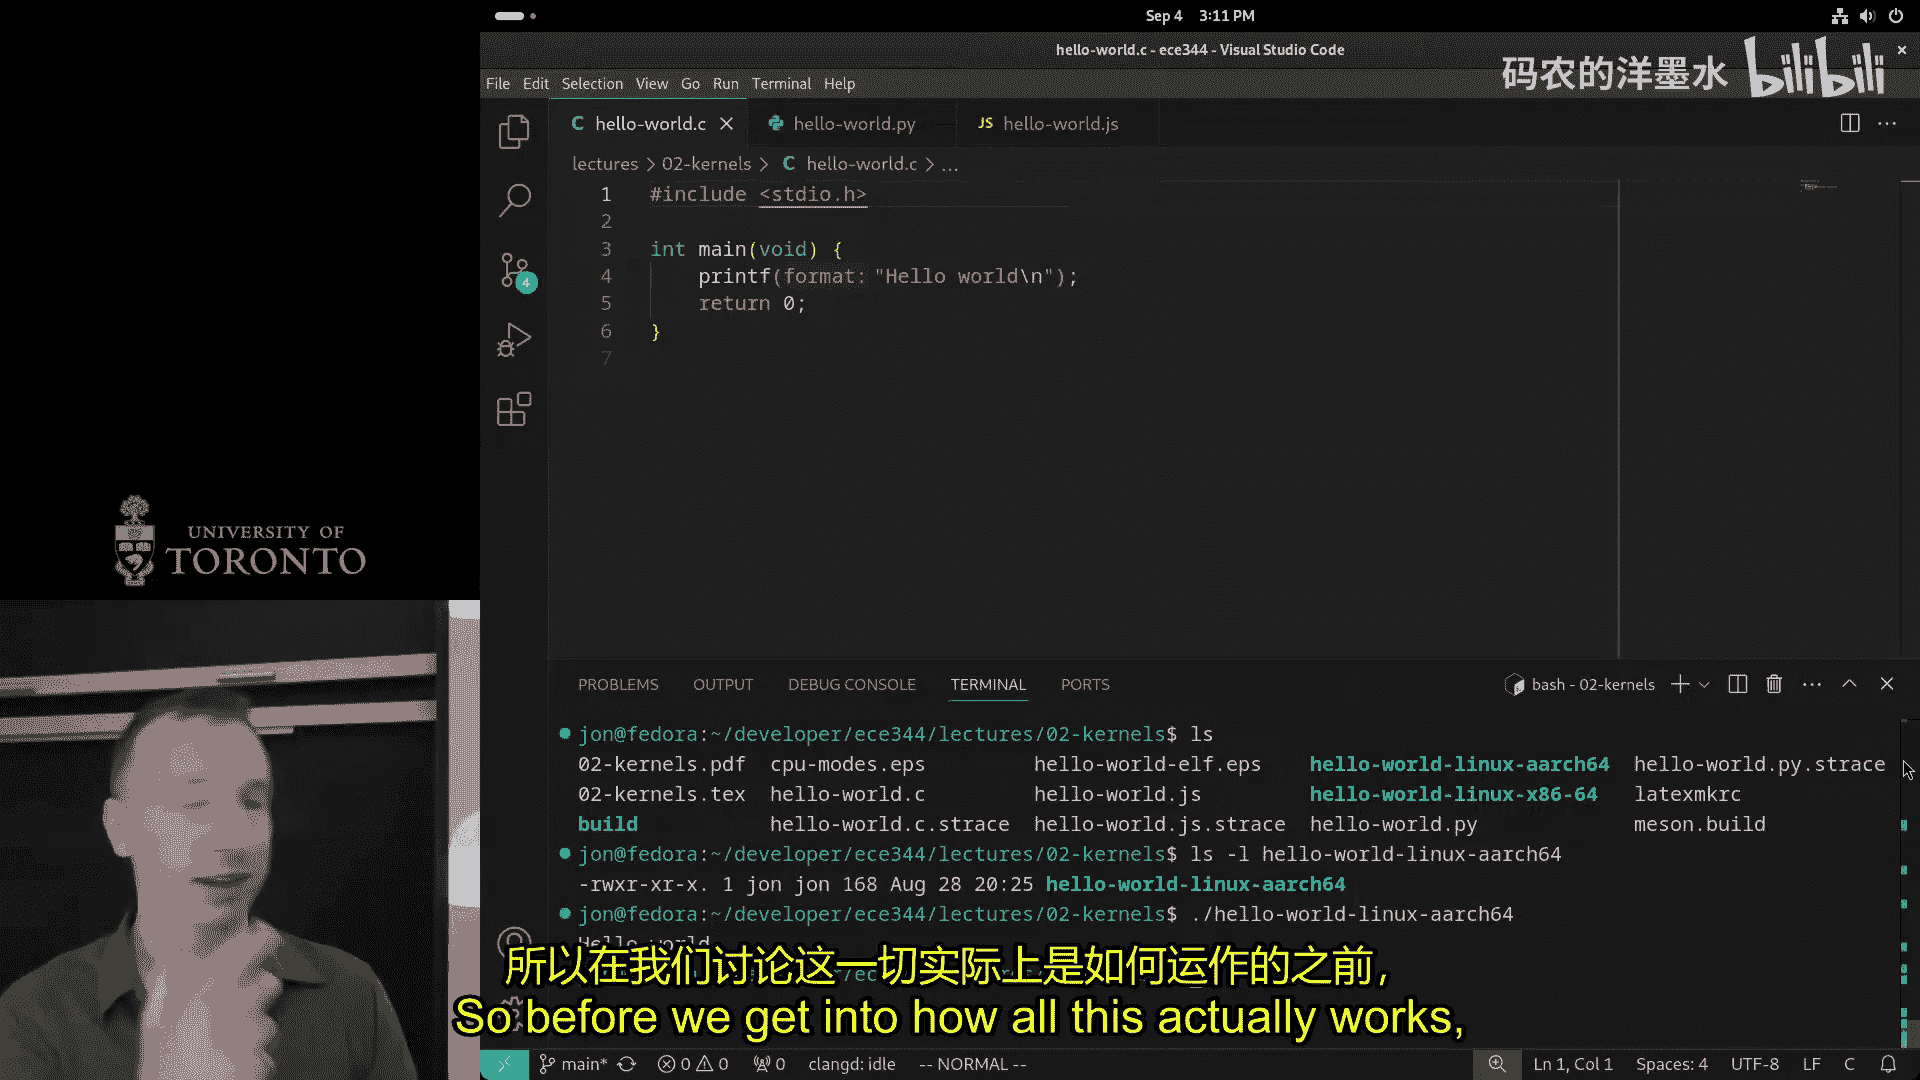 Sep 4 3:11 PM
hello-world.c - ece344 - Visual Studio Code
码农的洋墨水 bilibili
File Edit Selection View Go Run Terminal Help
hello-world.c hello-world.py JS hello-world.js
lectures > 02-kernels > C hello-world.c > ...
1 #include <stdio.h>
2
3 int main(void) {
4 printf(format: "Hello world\n");
5 return 0;
6 }
7
4
UNIVERSITY OF
TORONTO
PROBLEMS OUTPUT DEBUG CONSOLE TERMINAL PORTS
bash - 02-kernels
jon@fedora:~/developer/ece344/lectures/02-kernels$ ls
02-kernels.pdf cpu-modes.eps hello-world-elf.eps hello-world-linux-aarch64 hello-world.py.strace
02-kernels.tex hello-world.c hello-world.js hello-world-linux-x86-64 latexmkrc
build hello-world.c.strace hello-world.js.strace hello-world.py meson.build
jon@fedora:~/developer/ece344/lectures/02-kernels$ ls -l hello-world-linux-aarch64
-rwxr-xr-x. 1 jon jon 168 Aug 28 20:25 hello-world-linux-aarch64
jon@fedora:~/developer/ece344/lectures/02-kernels$ ./hello-world-linux-aarch64
Hello world
所以在我们讨论这一切实际上是如何运作的之前，
So before we get into how all this actually works,
main* 0 0 0 clangd: idle -- NORMAL -- Ln 1, Col 1 Spaces: 4 UTF-8 LF C